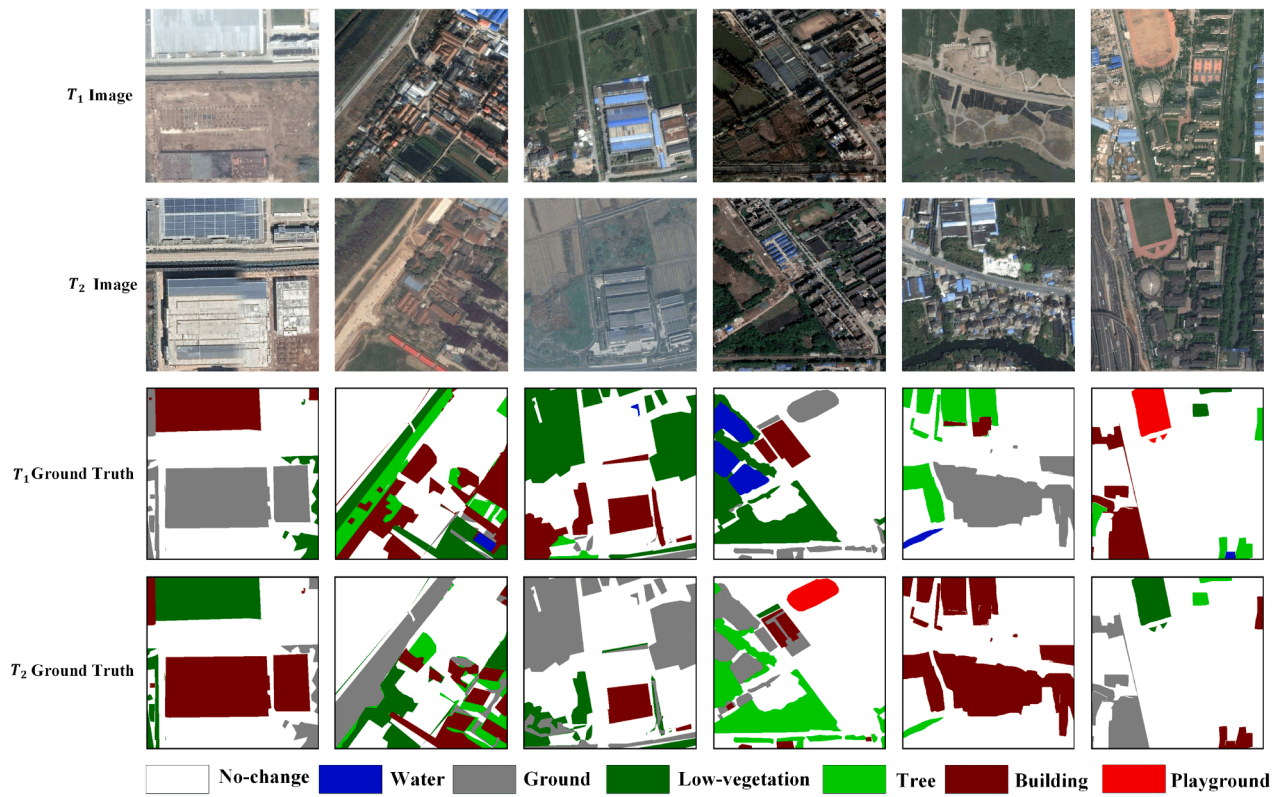 T₁ Image
T₂ Image
T₁ Ground Truth
T₂ Ground Truth
No-change Water Ground Low-vegetation Tree Building Playground